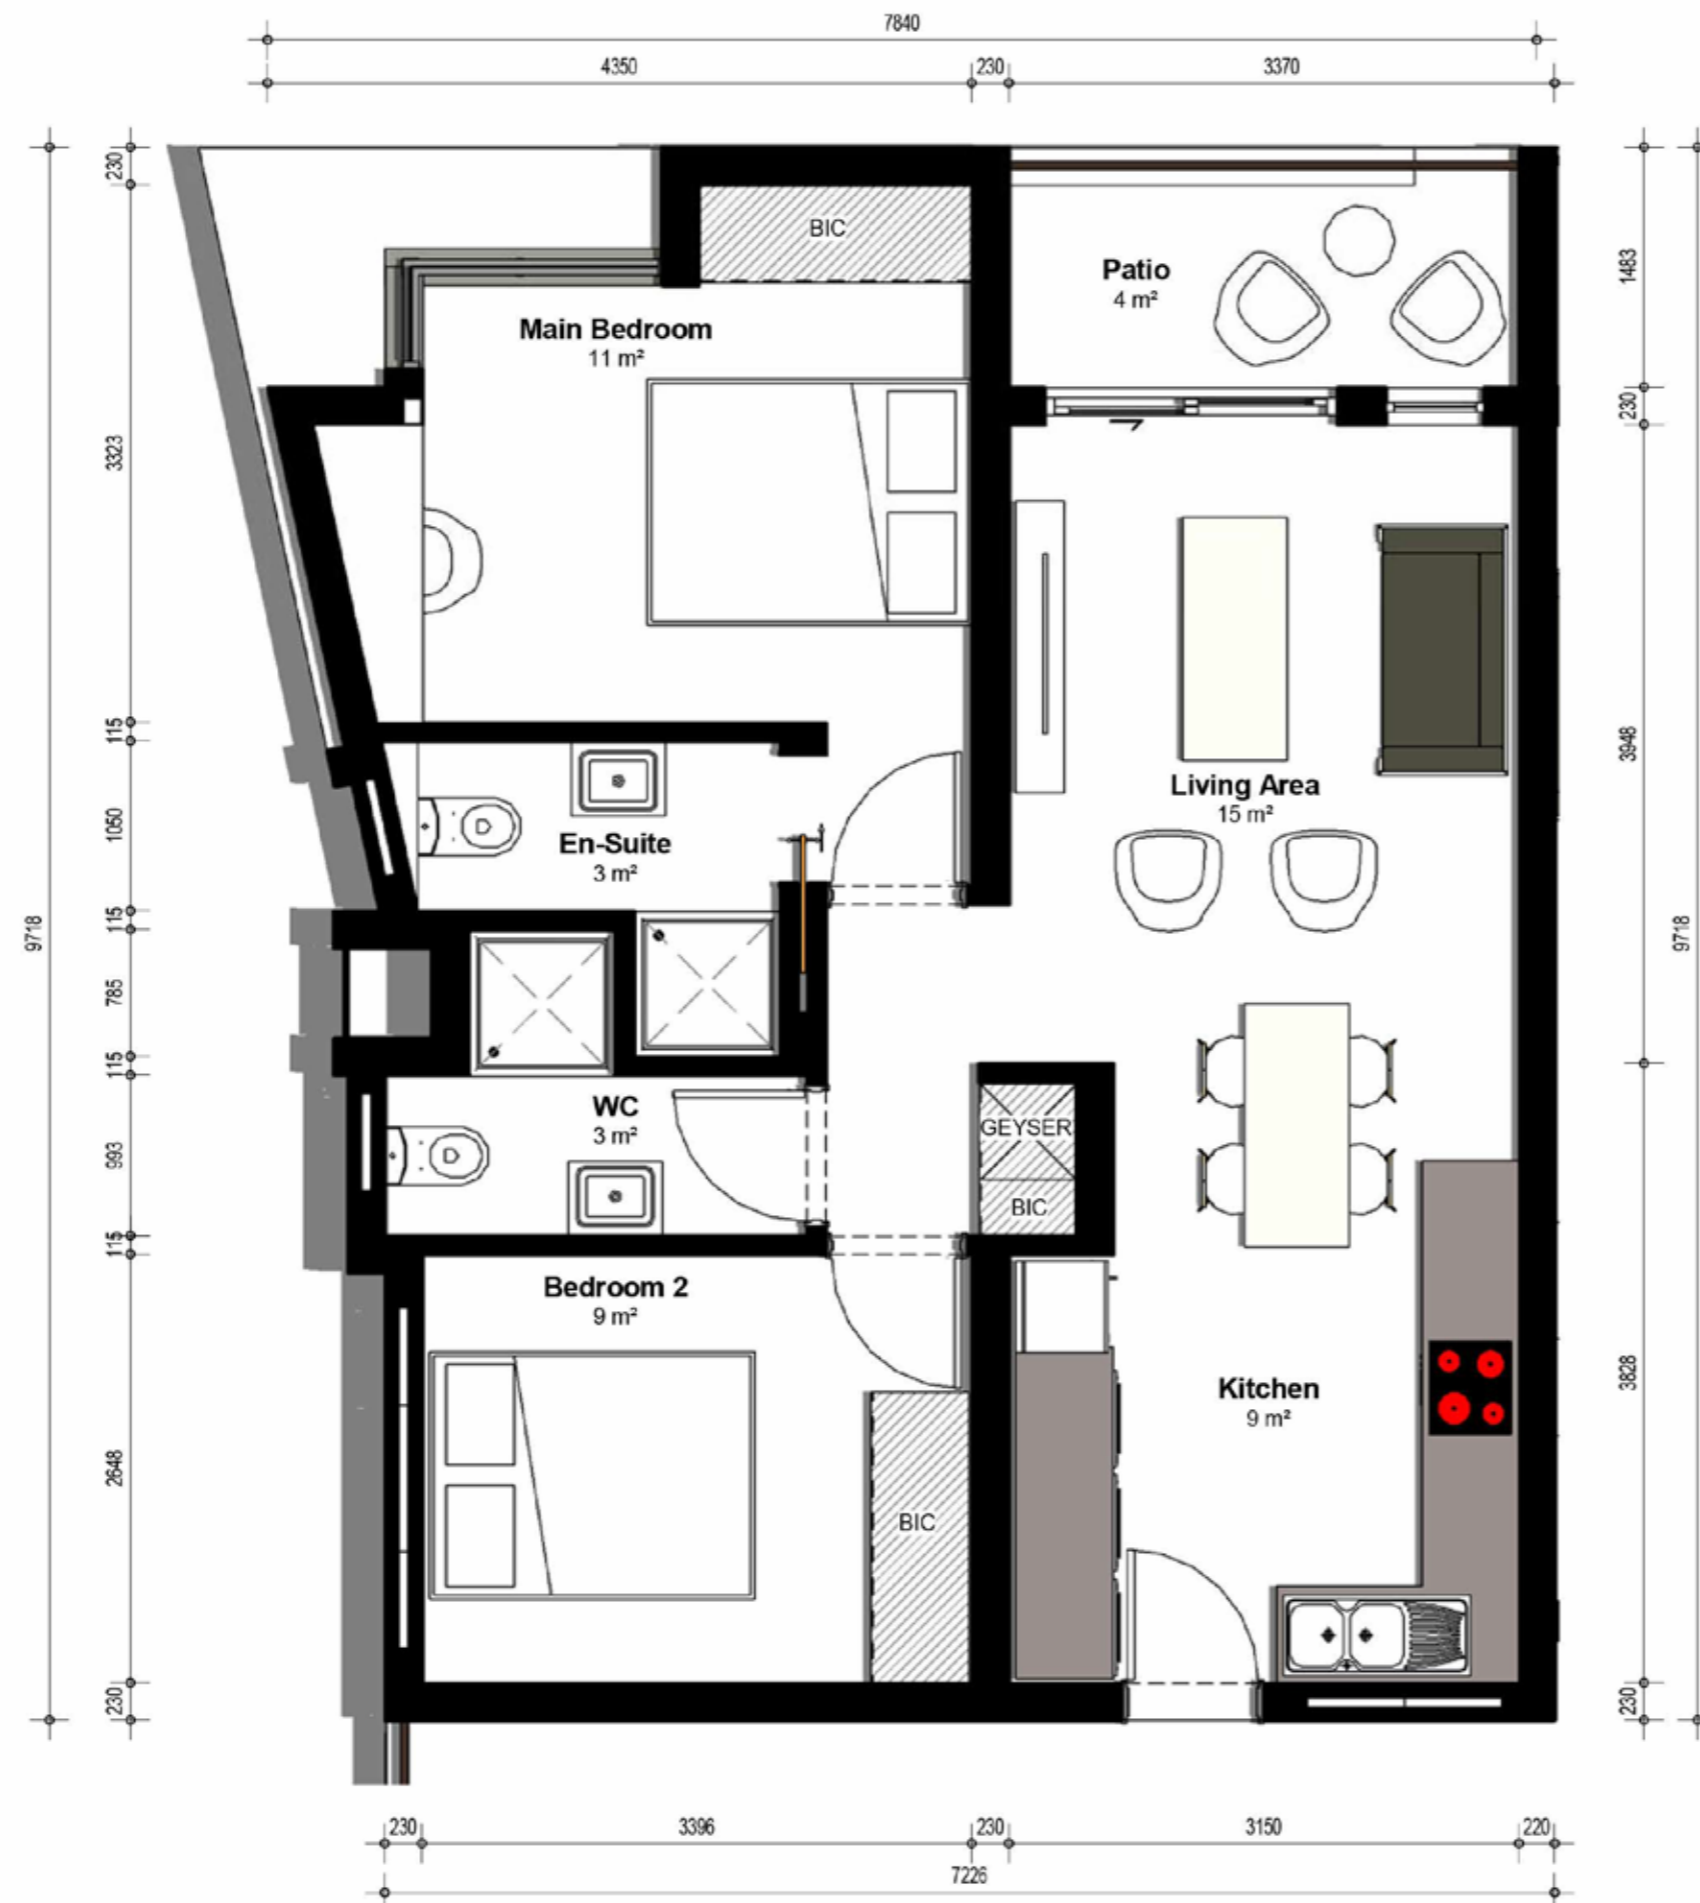 7840
4350
230
3370
230
3323
115
1050
115
785
115
993
115
2648
230
9718
BIC
Main Bedroom
11 m²
Patio
4 m²
Living Area
15 m²
En-Suite
3 m²
WC
3 m²
GEYSER
BIC
Bedroom 2
9 m²
BIC
Kitchen
9 m²
1483
230
3948
3828
230
9718
230
3396
230
3150
220
7226